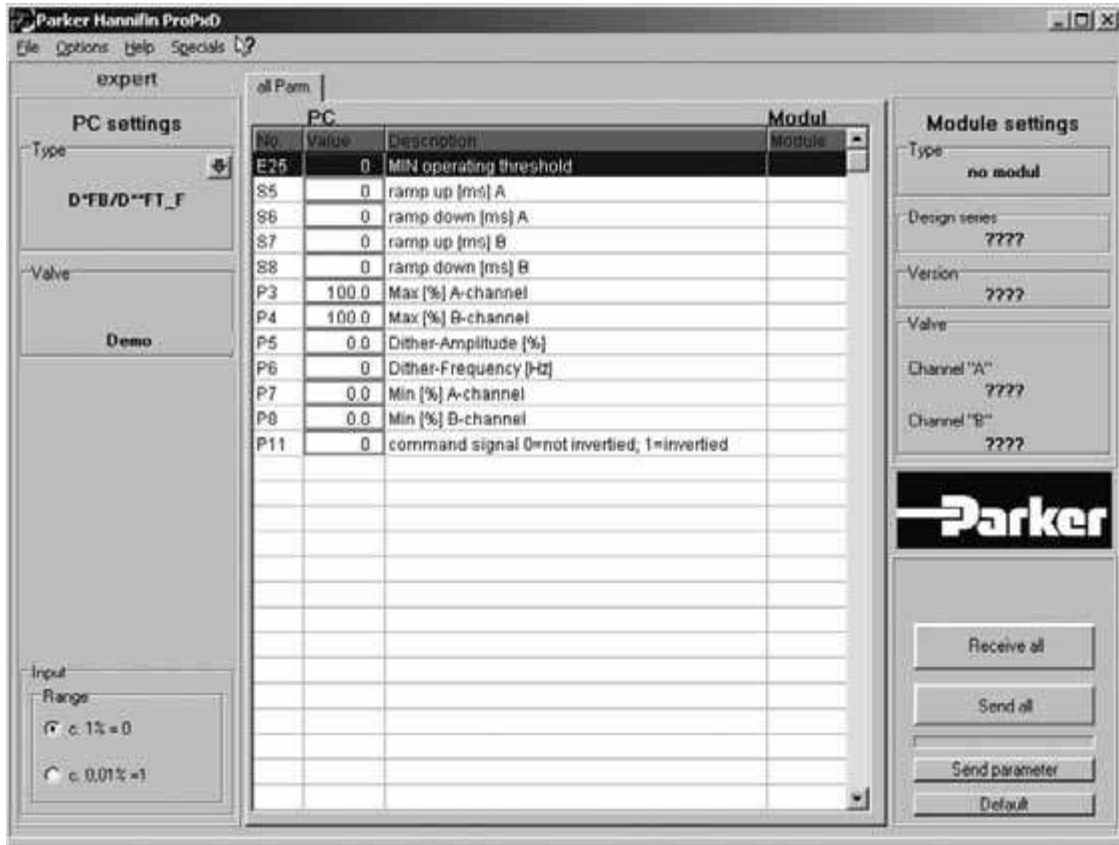 Parker Hannifin ProPxD
File Options Help Specials ?
expert
PC settings
Type
D*FB/D**FT_F
Valve
Demo
Input
Range
c. 1% = 0
c. 0,01% =1
all Parm.
PC Modul
No. Value Description Module
E25 0 MIN operating threshold
S5 0 ramp up [ms] A
S6 0 ramp down [ms] A
S7 0 ramp up [ms] B
S8 0 ramp down [ms] B
P3 100.0 Max [%] A-channel
P4 100.0 Max [%] B-channel
P5 0.0 Dither-Amplitude [%]
P6 0 Dither-Frequency [Hz]
P7 0.0 Min [%] A-channel
P8 0.0 Min [%] B-channel
P11 0 command signal 0=not invertied; 1=invertied
Module settings
Type
no modul
Design series
????
Version
????
Valve
Channel "A"
????
Channel "B"
????
Parker
Receive all
Send all
Send parameter
Default